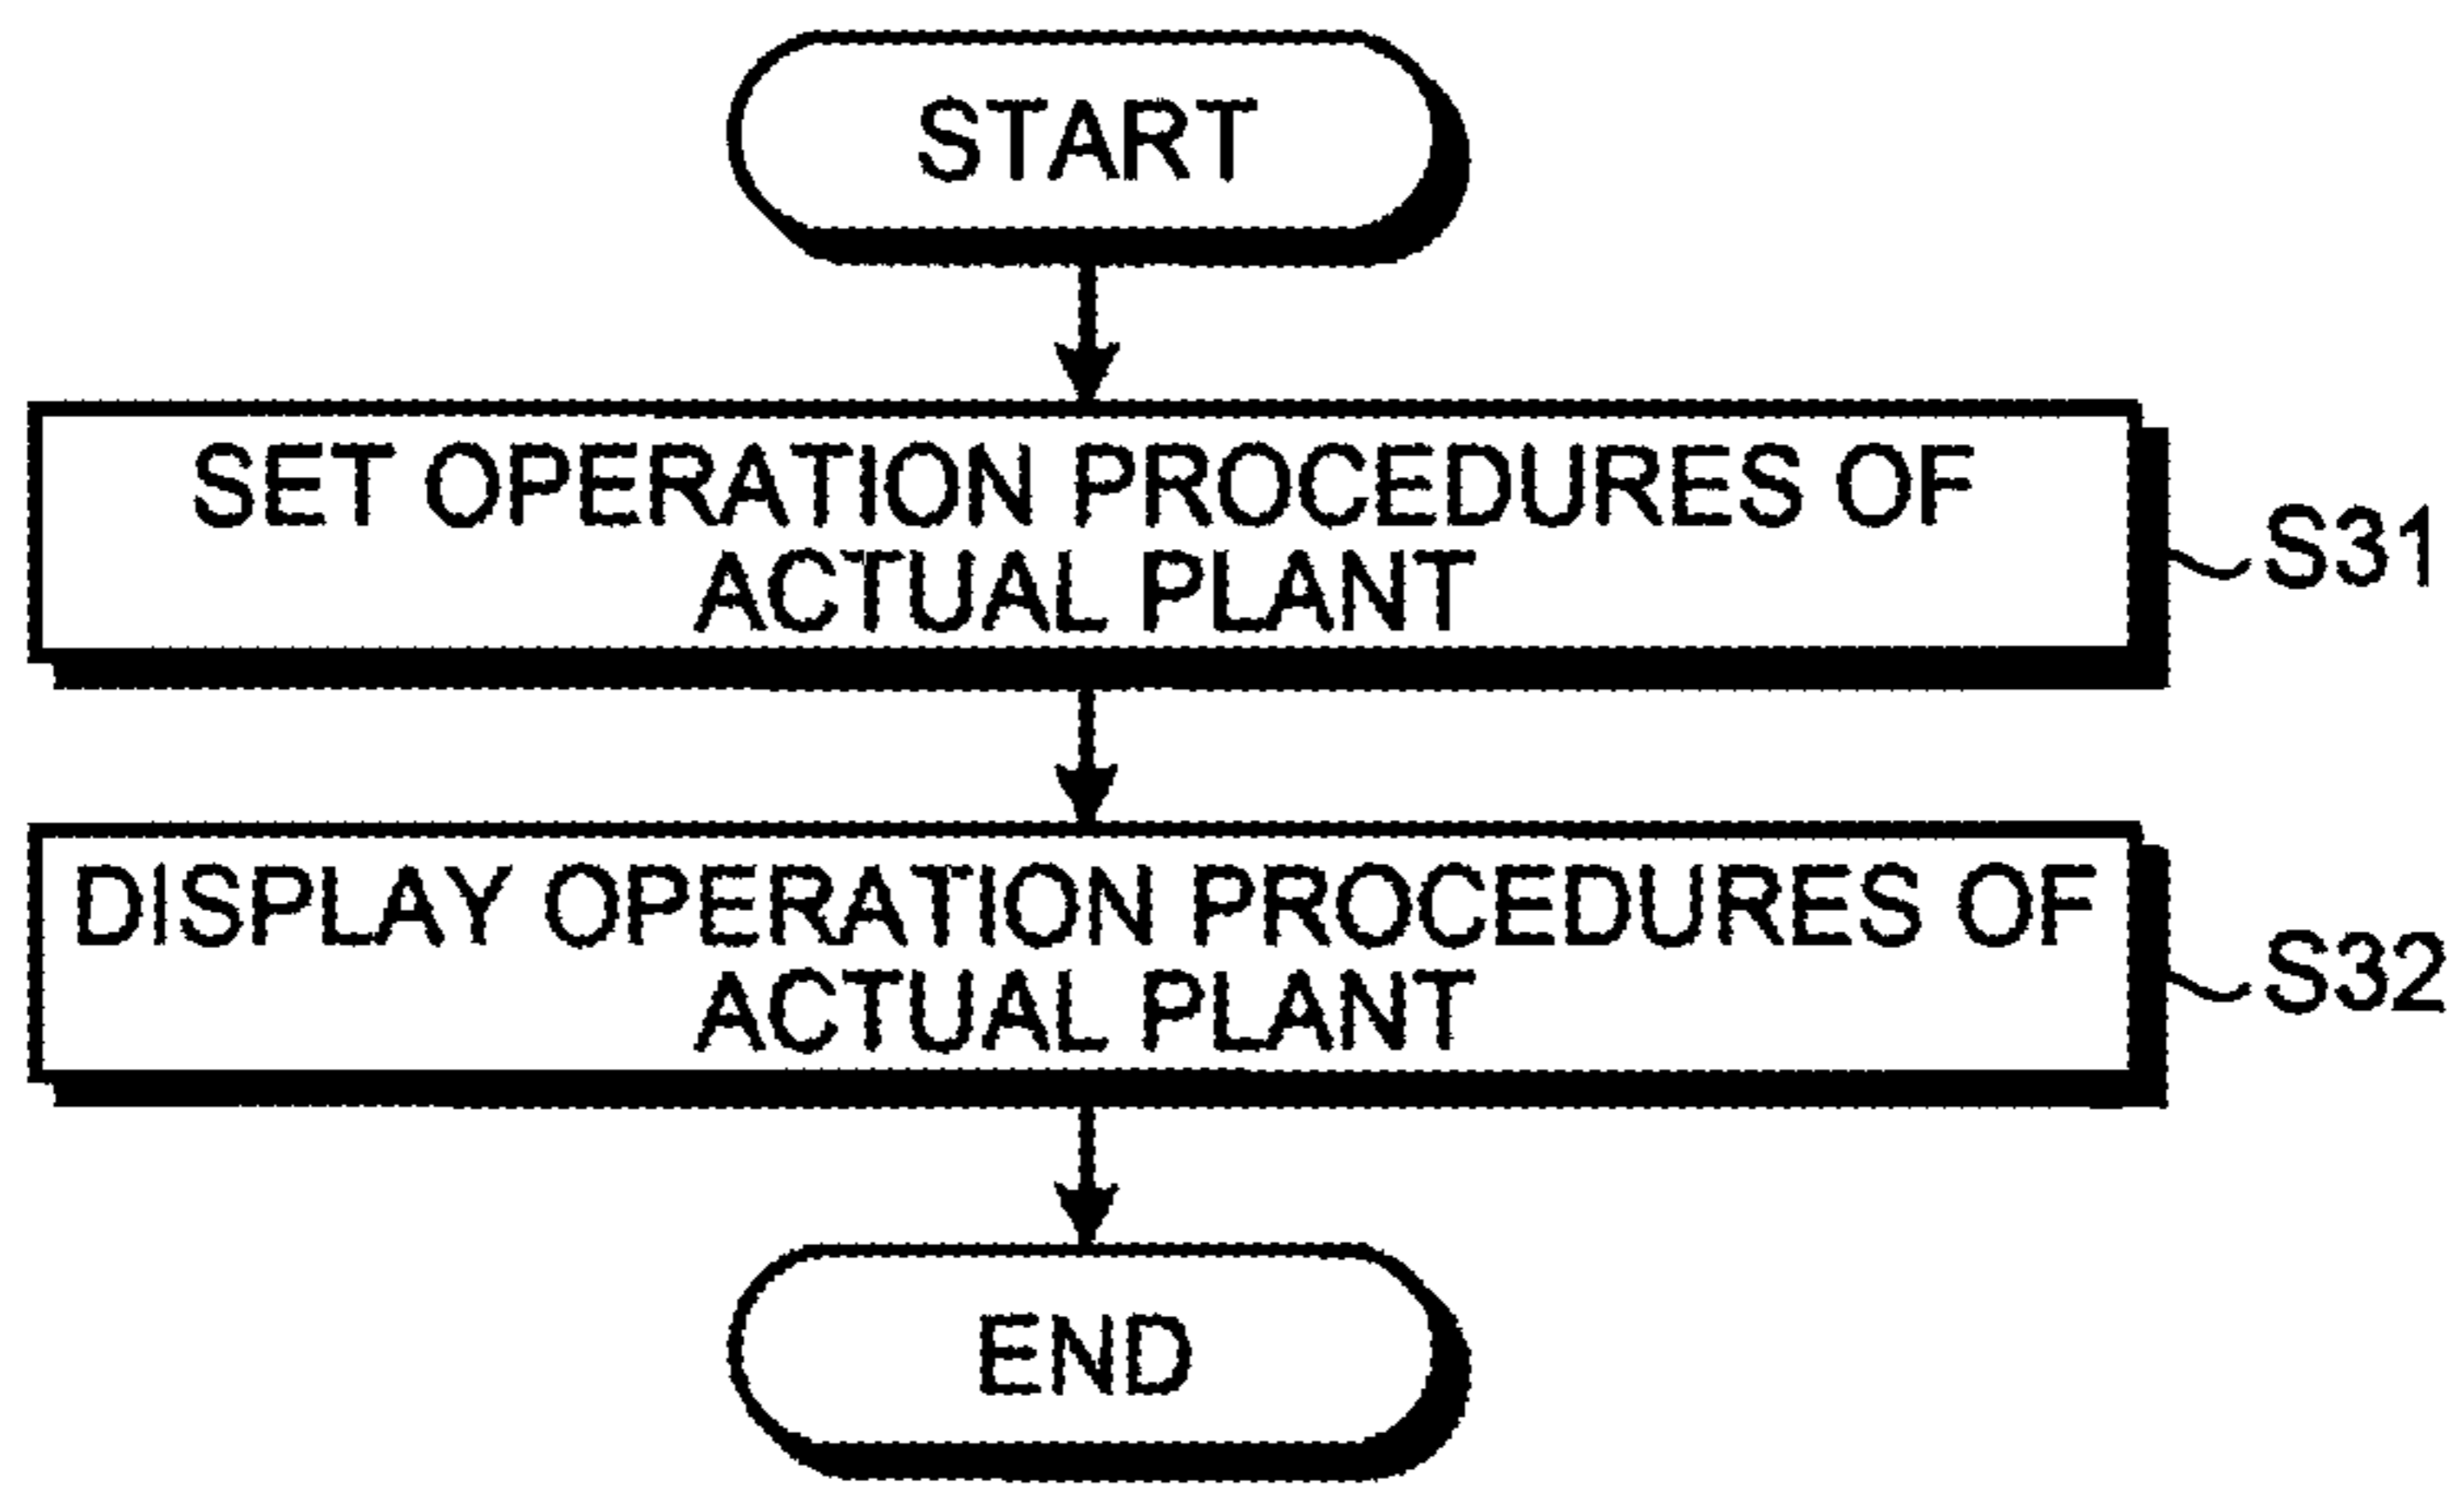 START
SET OPERATION PROCEDURES OF
ACTUAL PLANT
S31
DISPLAY OPERATION PROCEDURES OF
ACTUAL PLANT
S32
END